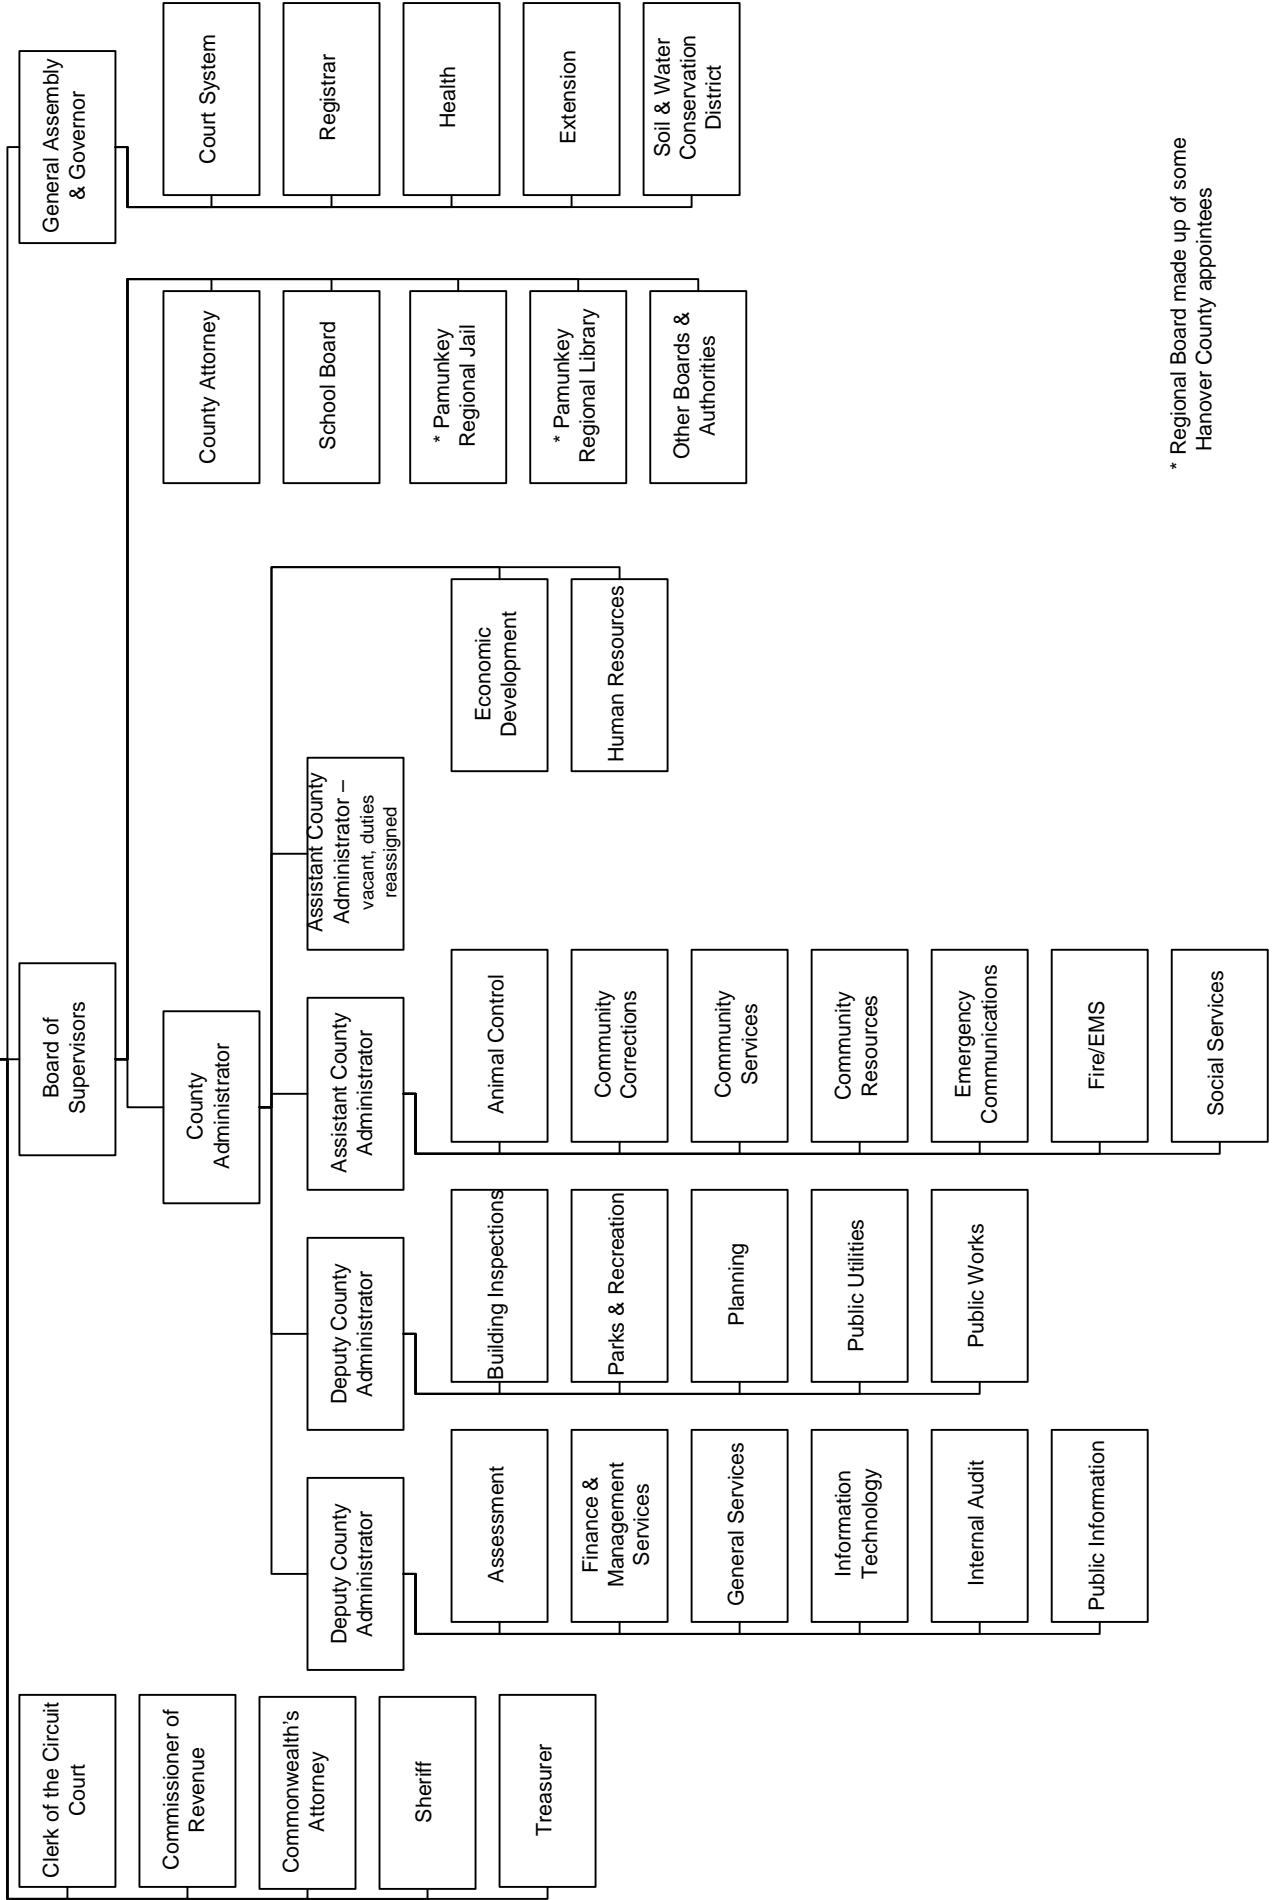 Clerk of the Circuit
Court
Commissioner of
Revenue
Commonwealth's
Attorney
Sheriff
Treasurer
Board of
Supervisors
County
Administrator
Deputy County
Administrator
Assessment
Finance &
Management
Services
General Services
Information
Technology
Internal Audit
Public Information
Deputy County
Administrator
Building Inspections
Parks & Recreation
Planning
Public Utilities
Public Works
Assistant County
Administrator
Animal Control
Community
Corrections
Community
Services
Community
Resources
Emergency
Communications
Fire/EMS
Social Services
Assistant County
Administrator –
vacant, duties
reassigned
Economic
Development
Human Resources
County Attorney
School Board
* Pamunkey
Regional Jail
* Pamunkey
Regional Library
Other Boards &
Authorities
General Assembly
& Governor
Court System
Registrar
Health
Extension
Soil & Water
Conservation
District
* Regional Board made up of some
Hanover County appointees